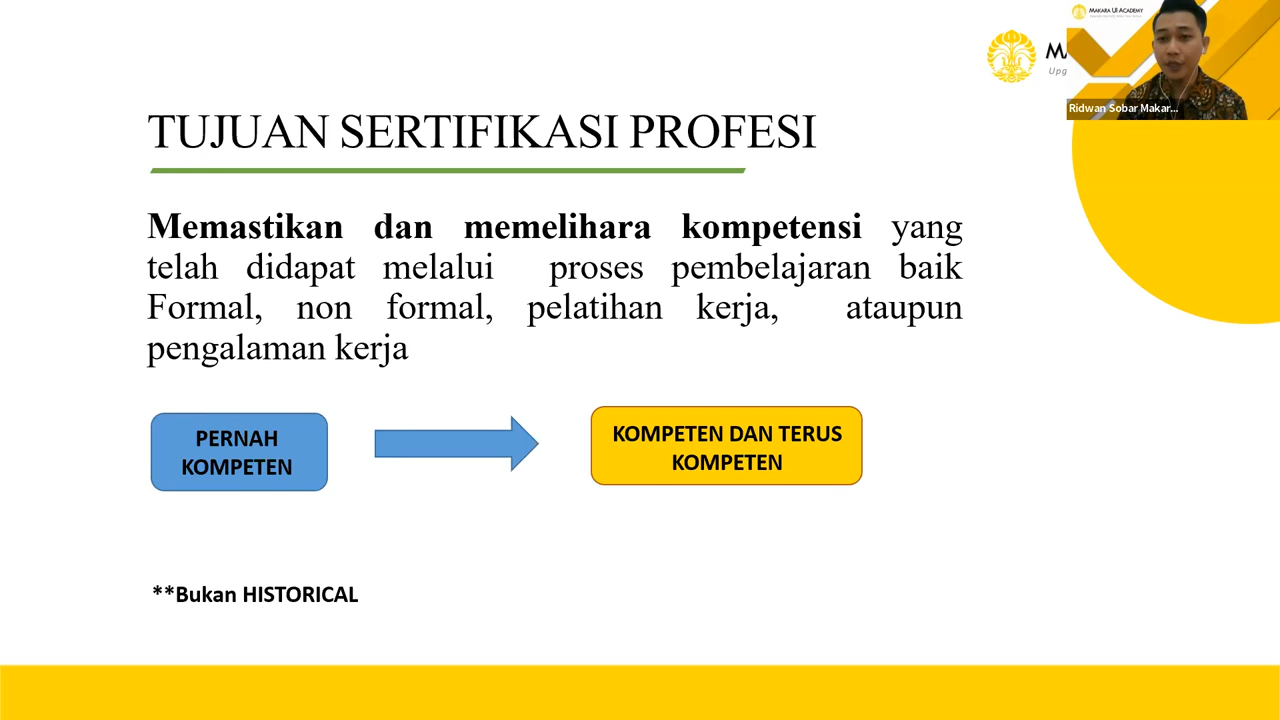 MAKARA UI ACADEMY
Upg
Ridwan Sobar Makar...
TUJUAN SERTIFIKASI PROFESI
Memastikan dan memelihara kompetensi yang
telah didapat melalui proses pembelajaran baik
Formal, non formal, pelatihan kerja, ataupun
pengalaman kerja
PERNAH
KOMPETEN
KOMPETEN DAN TERUS
KOMPETEN
**Bukan HISTORICAL